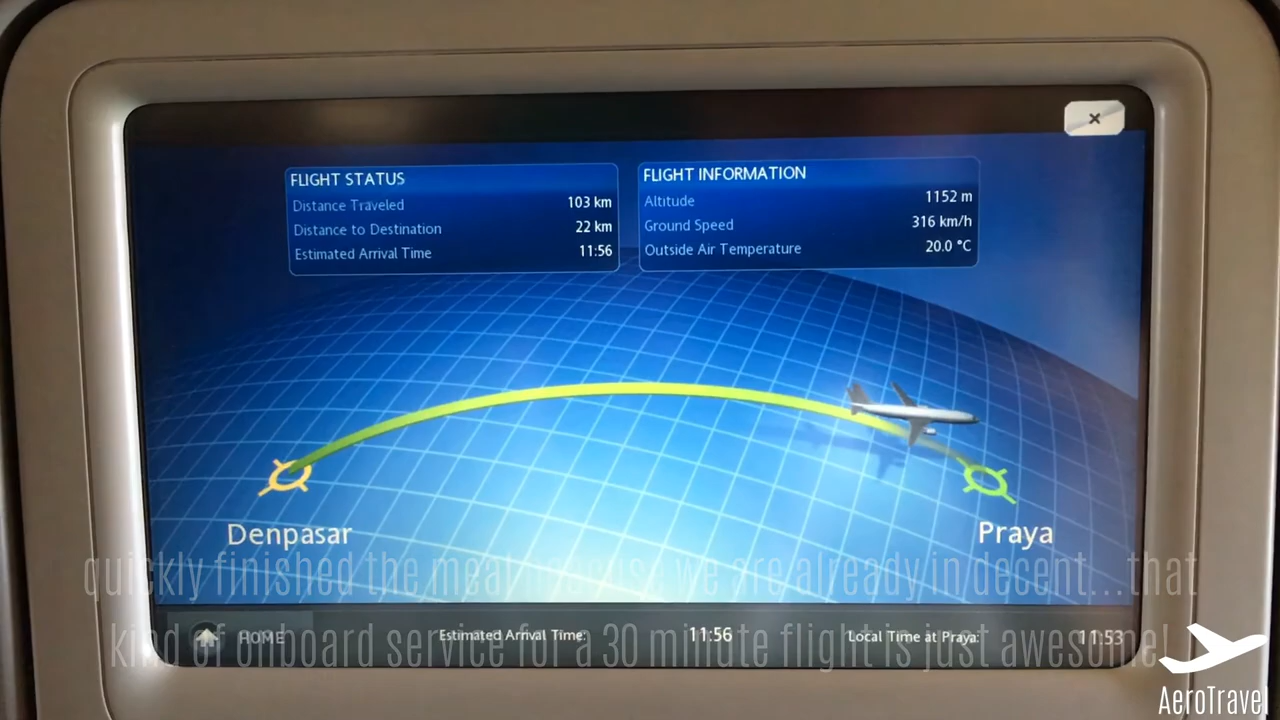 FLIGHT STATUS
Distance Traveled 103 km
Distance to Destination 22 km
Estimated Arrival Time 11:56
FLIGHT INFORMATION
Altitude 1152 m
Ground Speed 316 km/h
Outside Air Temperature 20.0 °C
Denpasar
Praya
quickly finished the meal because we are already in decent...that
kind of onboard service for a 30 minute flight is just awesome!
HOME Estimated Arrival Time: 11:56 Local Time at Praya: 11:53
AeroTravel